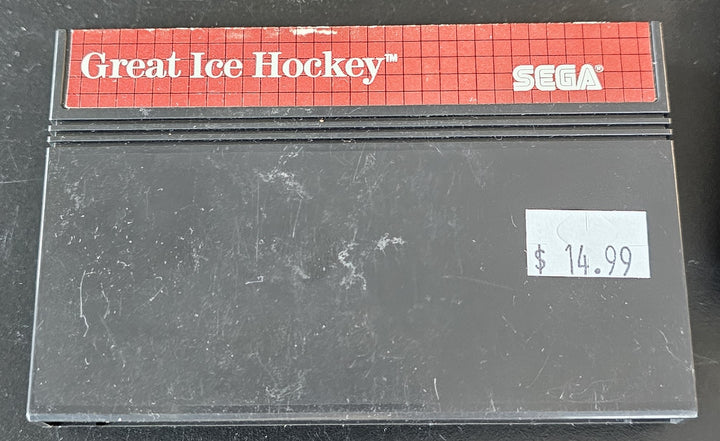 Great Ice Hockey™
SEGA®
$ 14.99